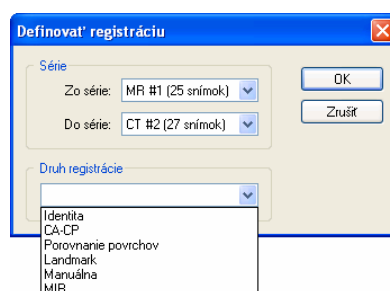 Definovať registráciu
Série
Zo série: MR #1 (25 snímok)
OK
Do série: CT #2 (27 snímok)
Zrušiť
Druh registrácie
Identita
CA-CP
Porovnanie povrchov
Landmark
Manuálna
MIR